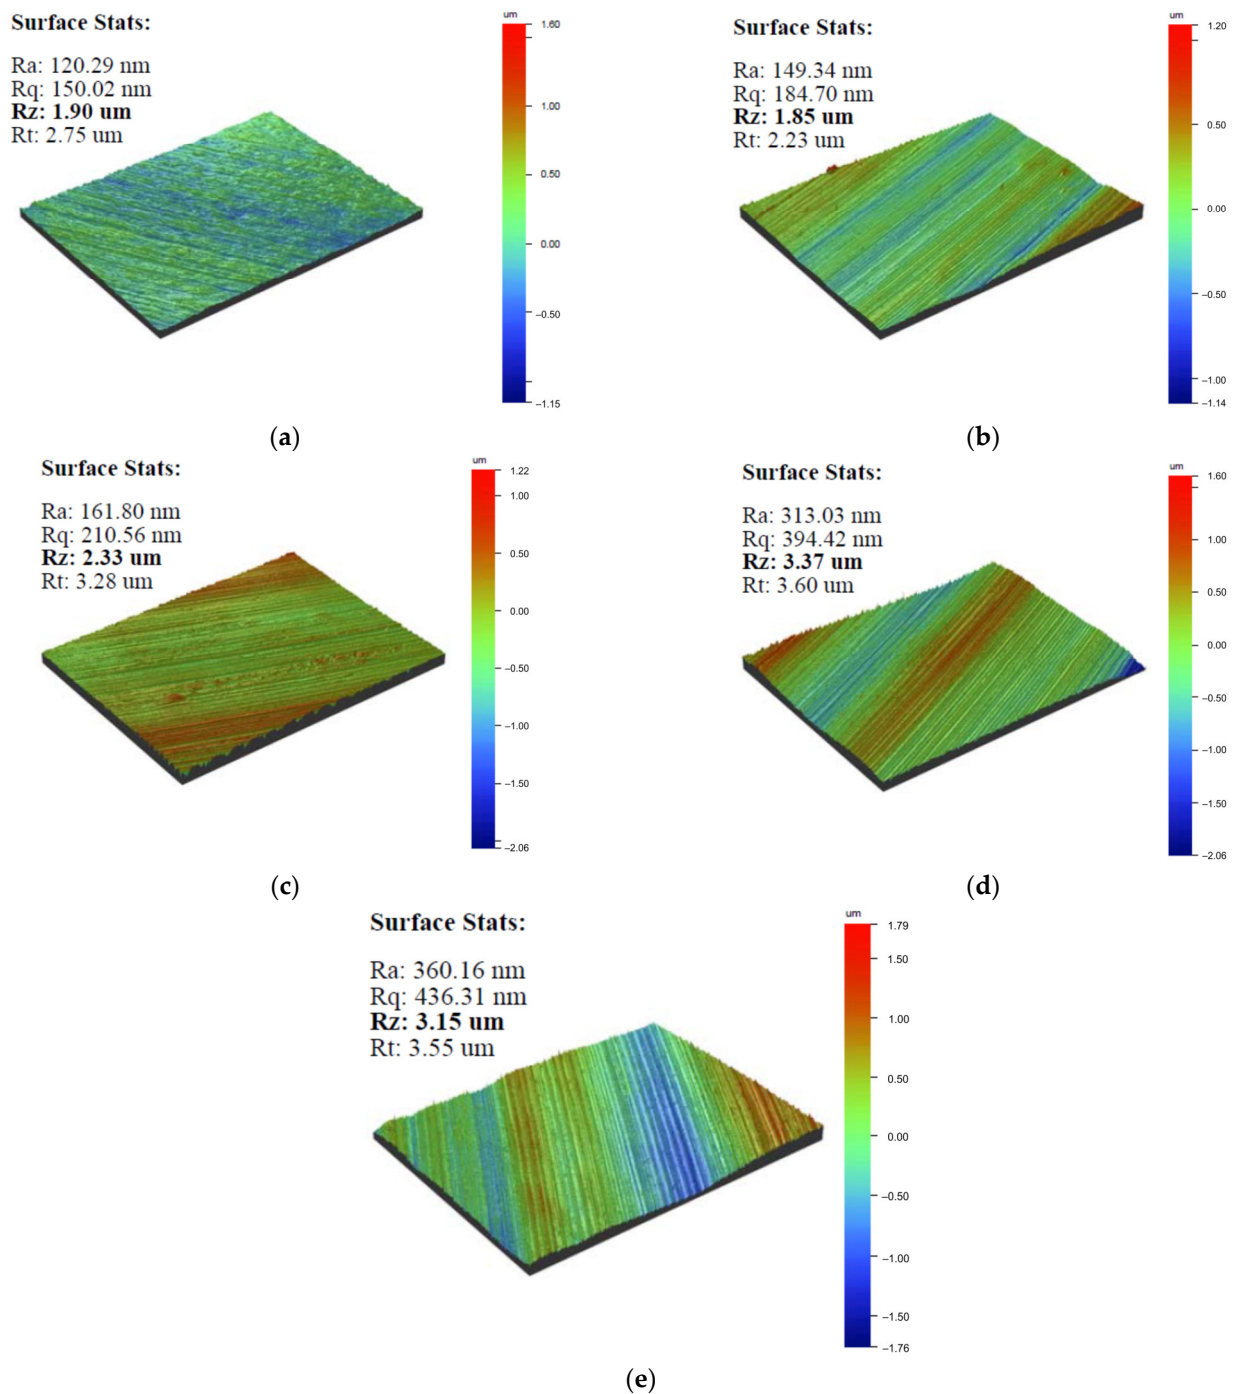 Surface Stats:
Ra: 120.29 nm
Rq: 150.02 nm
Rz: 1.90 um
Rt: 2.75 um
um
1.60
1.00
0.50
0.00
−0.50
−1.15
(a)
Surface Stats:
Ra: 149.34 nm
Rq: 184.70 nm
Rz: 1.85 um
Rt: 2.23 um
um
1.20
0.50
0.00
−0.50
−1.00
−1.14
(b)
Surface Stats:
Ra: 161.80 nm
Rq: 210.56 nm
Rz: 2.33 um
Rt: 3.28 um
um
1.22
1.00
0.50
0.00
−0.50
−1.00
−1.50
−2.06
(c)
Surface Stats:
Ra: 313.03 nm
Rq: 394.42 nm
Rz: 3.37 um
Rt: 3.60 um
um
1.60
1.00
0.50
0.00
−0.50
−1.00
−1.50
−2.06
(d)
Surface Stats:
Ra: 360.16 nm
Rq: 436.31 nm
Rz: 3.15 um
Rt: 3.55 um
um
1.79
1.50
1.00
0.50
0.00
−0.50
−1.00
−1.50
−1.76
(e)